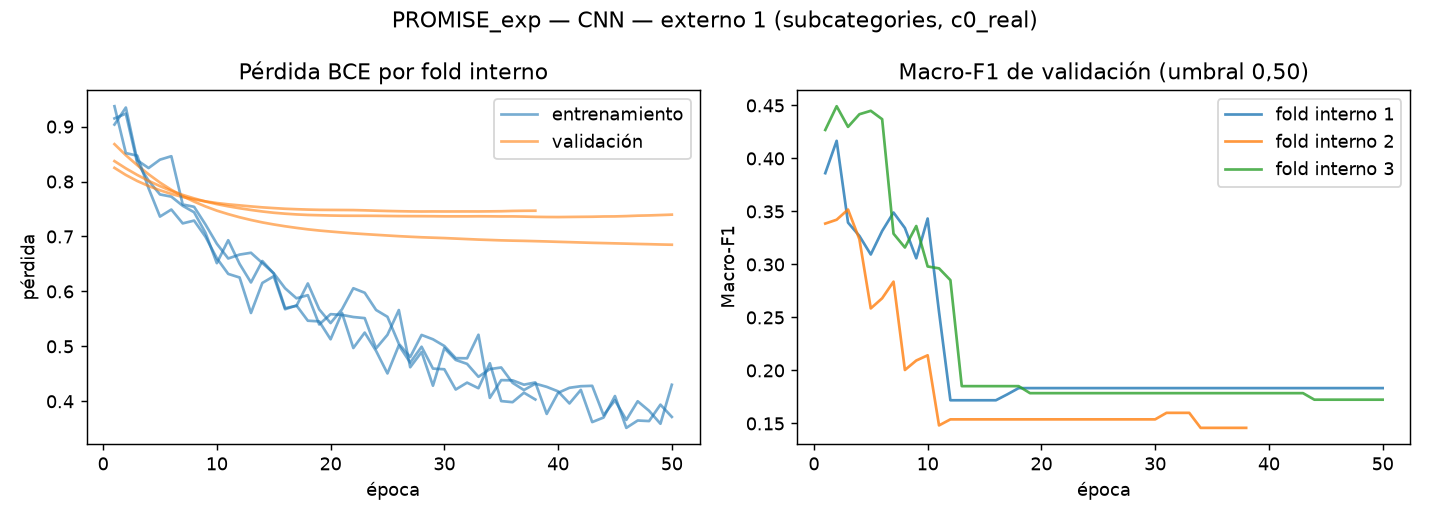 PROMISE_exp — CNN — externo 1 (subcategories, c0_real)
Pérdida BCE por fold interno
pérdida
0.9
0.8
0.7
0.6
0.5
0.4
entrenamiento
validación
0 10 20 30 40 50
época
Macro-F1 de validación (umbral 0,50)
Macro-F1
0.45
0.40
0.35
0.30
0.25
0.20
0.15
fold interno 1
fold interno 2
fold interno 3
0 10 20 30 40 50
época